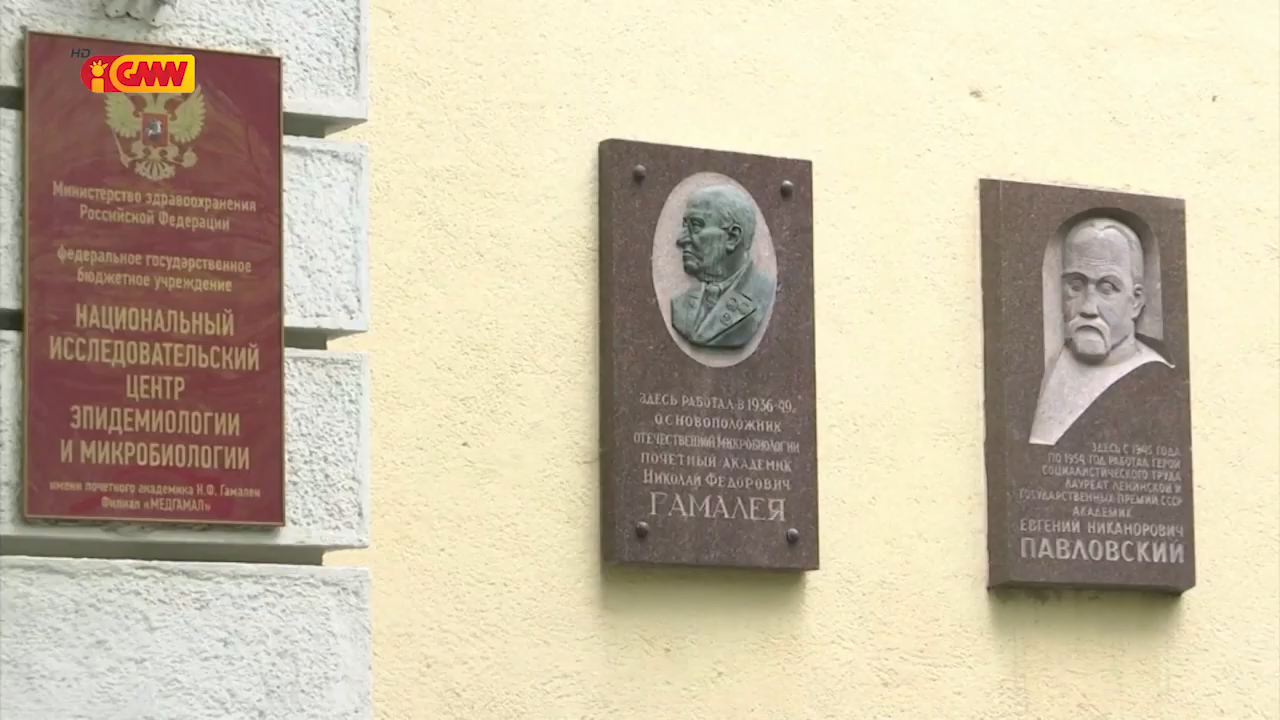 HD
iCGMW
Министерство здравоохранения
Российской Федерации
федеральное государственное
бюджетное учреждение
НАЦИОНАЛЬНЫЙ
ИССЛЕДОВАТЕЛЬСКИЙ
ЦЕНТР
ЭПИДЕМИОЛОГИИ
И МИКРОБИОЛОГИИ
имени почетного академика Н.Ф. Гамалеи
Филиал «МЕДГАМАЛ»
ЗДЕСЬ РАБОТАЛ В 1936-49г.
ОСНОВОПОЛОЖНИК
ОТЕЧЕСТВЕННОЙ МИКРОБИОЛОГИИ
ПОЧЕТНЫЙ АКАДЕМИК
НИКОЛАЙ ФЕДОРОВИЧ
ГАМАЛЕЯ
ЗДЕСЬ С 1945 ГОДА
ПО 1954 ГОД РАБОТАЛ ГЕРОЙ
СОЦИАЛИСТИЧЕСКОГО ТРУДА
ЛАУРЕАТ ЛЕНИНСКОЙ И
ГОСУДАРСТВЕННЫХ ПРЕМИЙ СССР
АКАДЕМИК
ЕВГЕНИЙ НИКАНОРОВИЧ
ПАВЛОВСКИЙ